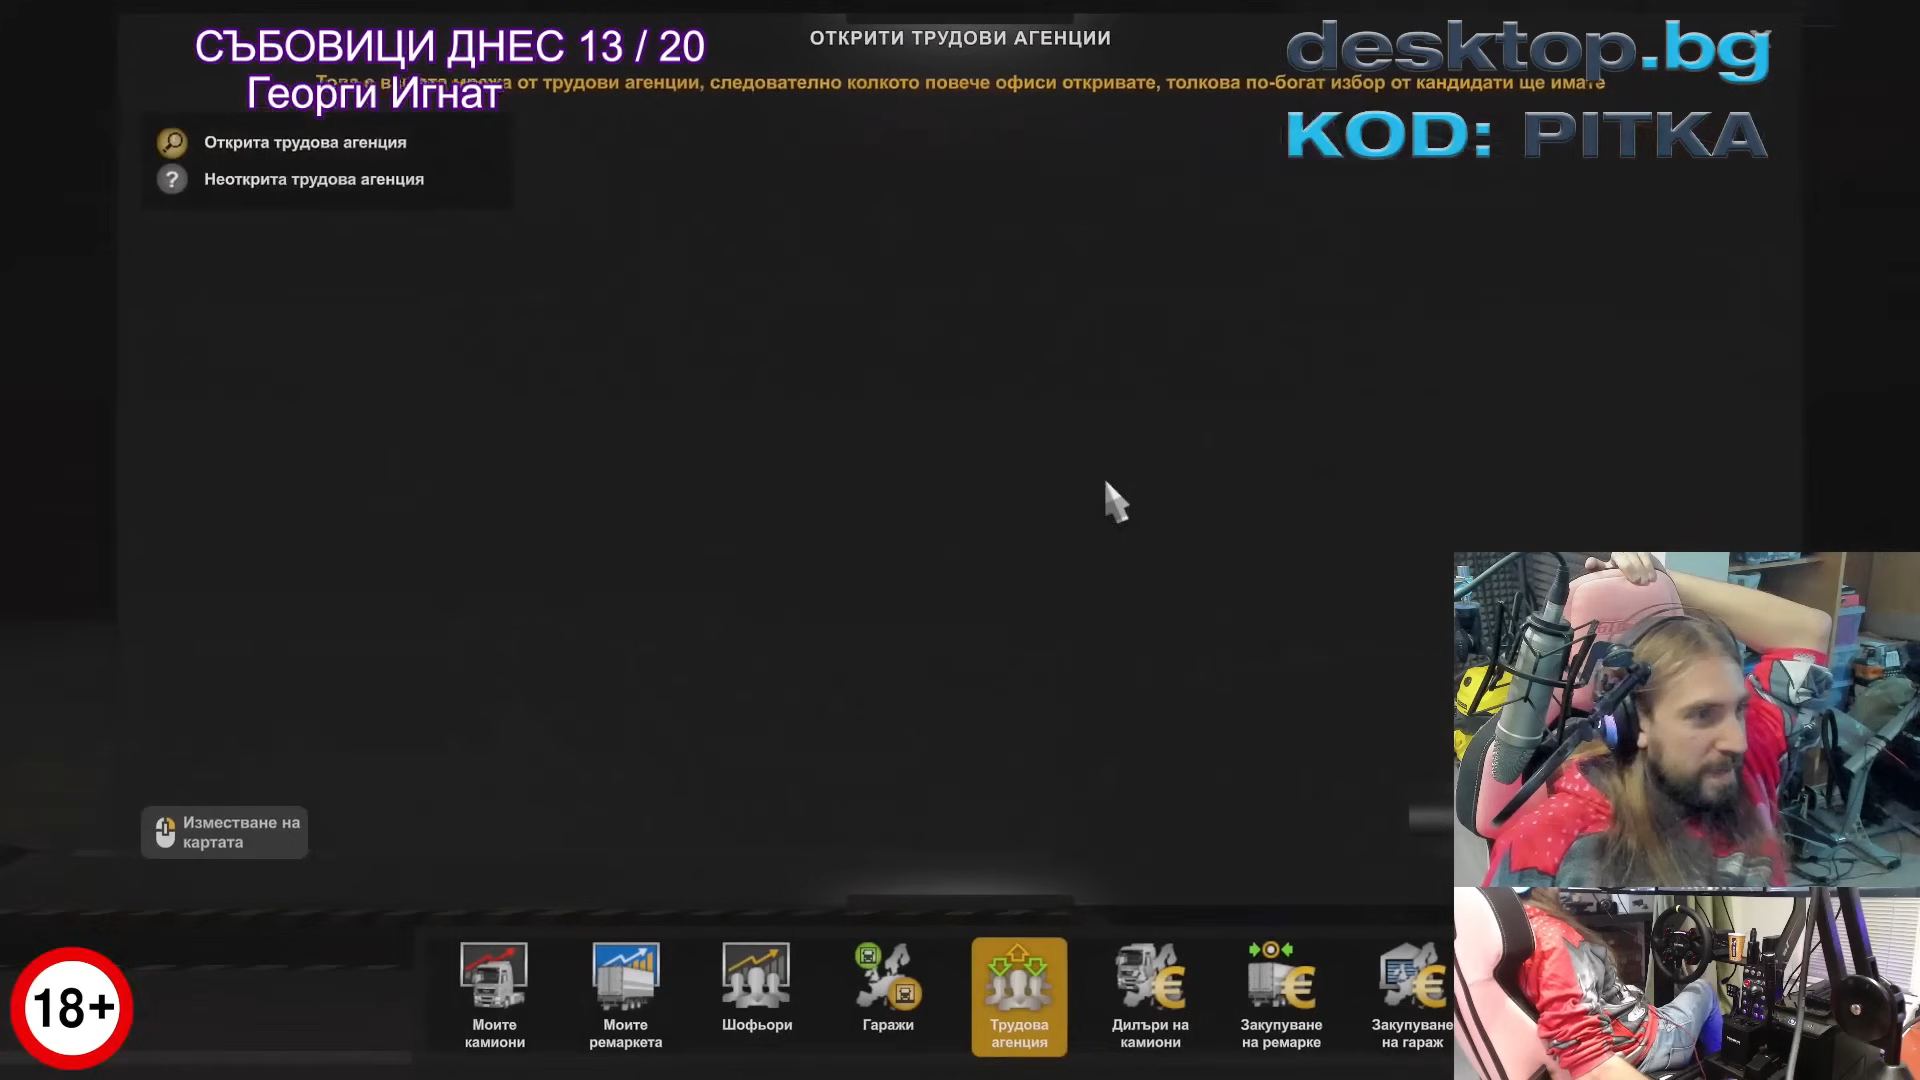 СЪБОВИЦИ ДНЕС 13 / 20
Георги Игнат
ОТКРИТИ ТРУДОВИ АГЕНЦИИ
от трудови агенции, следователно колкото повече офиси откривате, толкова по-богат избор от кандидати ще имате
desktop.bg
KOD: PITKA
Открита трудова агенция
? Неоткрита трудова агенция
Изместване на
картата
18+
Моите
камиони
Моите
ремаркета
Шофьори
Гаражи
Трудова
агенция
Дилъри на
камиони
Закупуване
на ремарке
Закупуване
на гараж